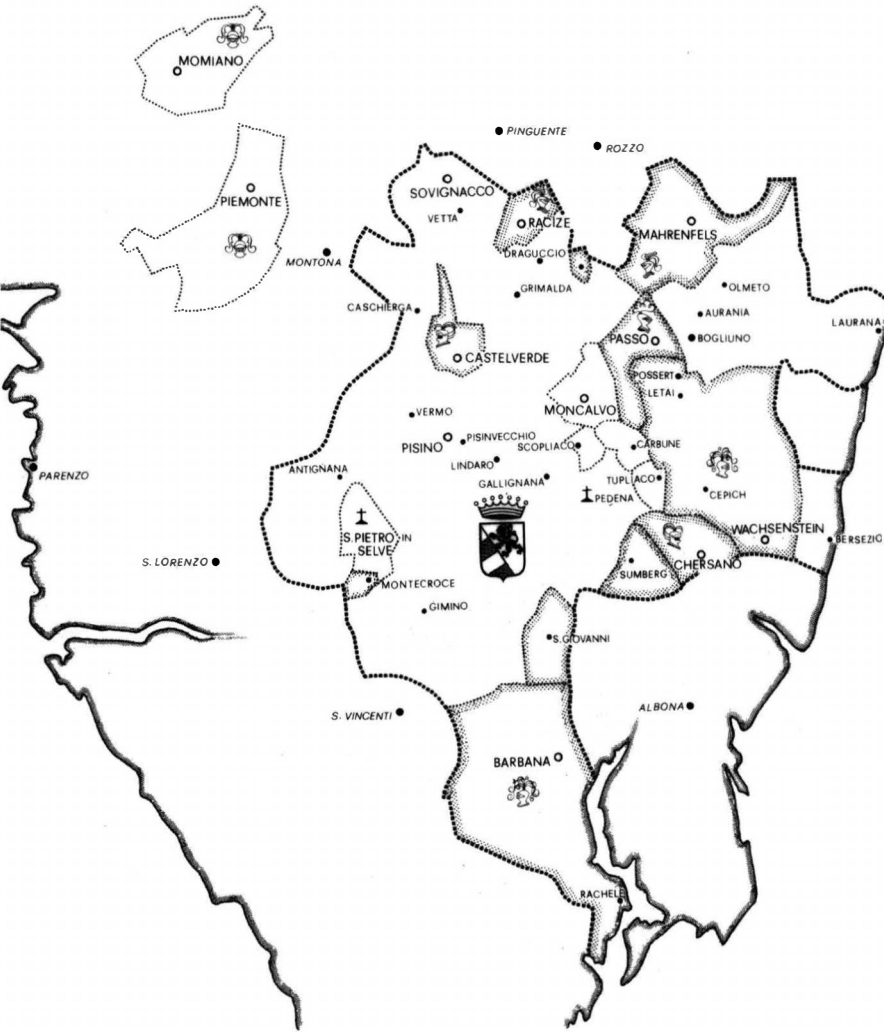 MOMIANO
PINGUENTE
ROZZO
SOVIGNACCO
PIEMONTE
VETTA
RACIZE
MAHRENFELS
DRAGUCCIO
MONTONA
OLMETO
GRIMALDA
CASCHIERGA
AURANIA
LAURANA
PASSO
BOGLIUNO
CASTELVERDE
POSSERT
LETAI
MONCALVO
VERMO
PISINO
PISINVECCHIO
SCOPLIACO
CARBUNE
LINDARO
ANTIGNANA
PARENZO
GALLIGNANA
TUPLIACO
PEDENA
CEPICH
S. PIETRO IN
SELVE
WACHSENSTEIN
BERSEZIO
S. LORENZO
CHERSANO
SUMBERG
MONTECROCE
GIMINO
S.GIOVANNI
S. VINCENTI
ALBONA
BARBANA
RACHELE